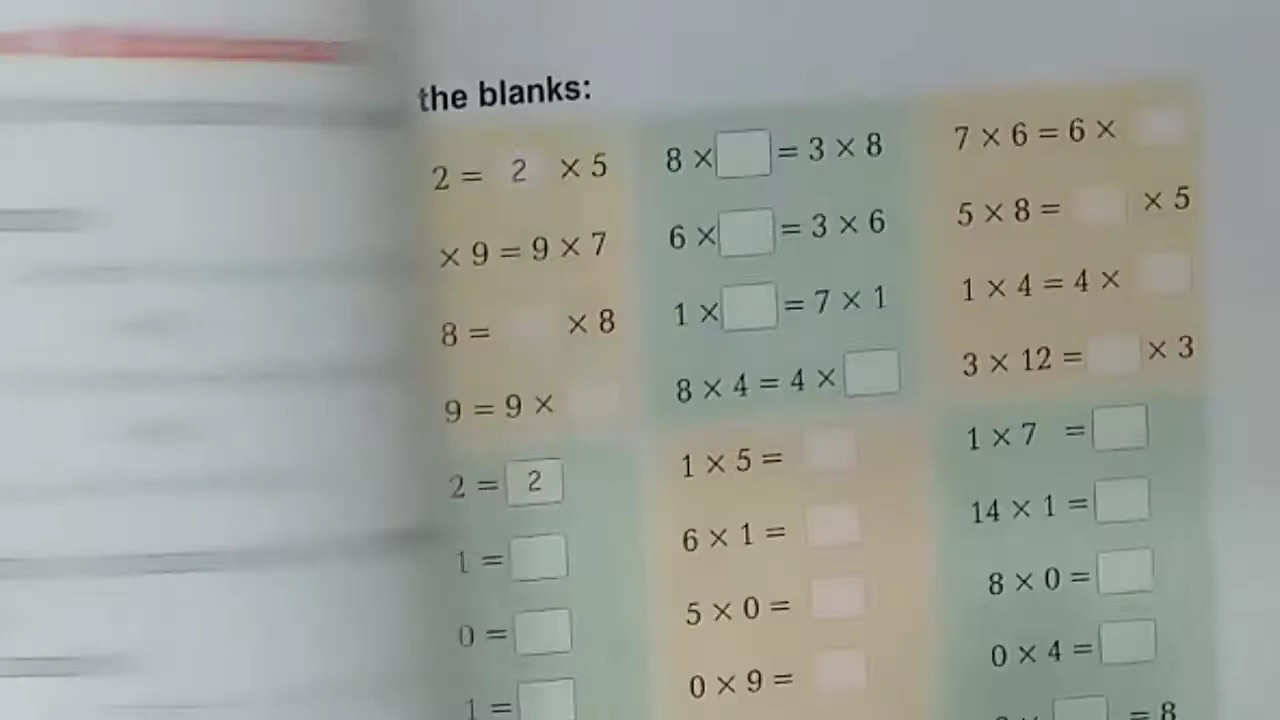 the blanks:
2 = 2 × 5
× 9 = 9 × 7
8 = × 8
9 = 9 ×
8 × = 3 × 8
6 × = 3 × 6
1 × = 7 × 1
8 × 4 = 4 ×
7 × 6 = 6 ×
5 × 8 = × 5
1 × 4 = 4 ×
3 × 12 = × 3
2 = 2
1 =
0 =
1 =
1 × 5 =
6 × 1 =
5 × 0 =
0 × 9 =
1 × 7 =
14 × 1 =
8 × 0 =
0 × 4 =
= 8